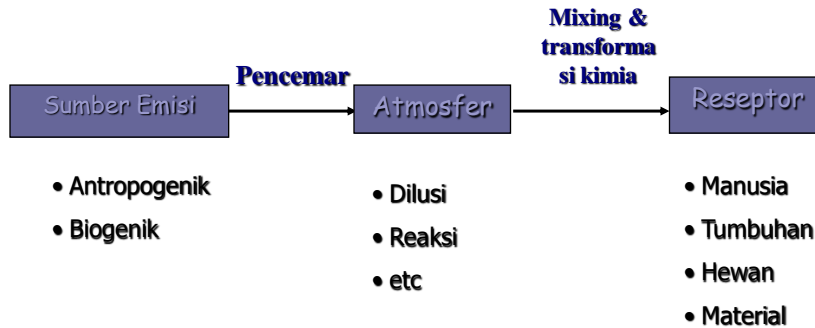 Mixing &
transforma
si kimia
Pencemar
Sumber Emisi
Atmosfer
Reseptor
• Antropogenik
• Biogenik
• Dilusi
• Reaksi
• etc
• Manusia
• Tumbuhan
• Hewan
• Material